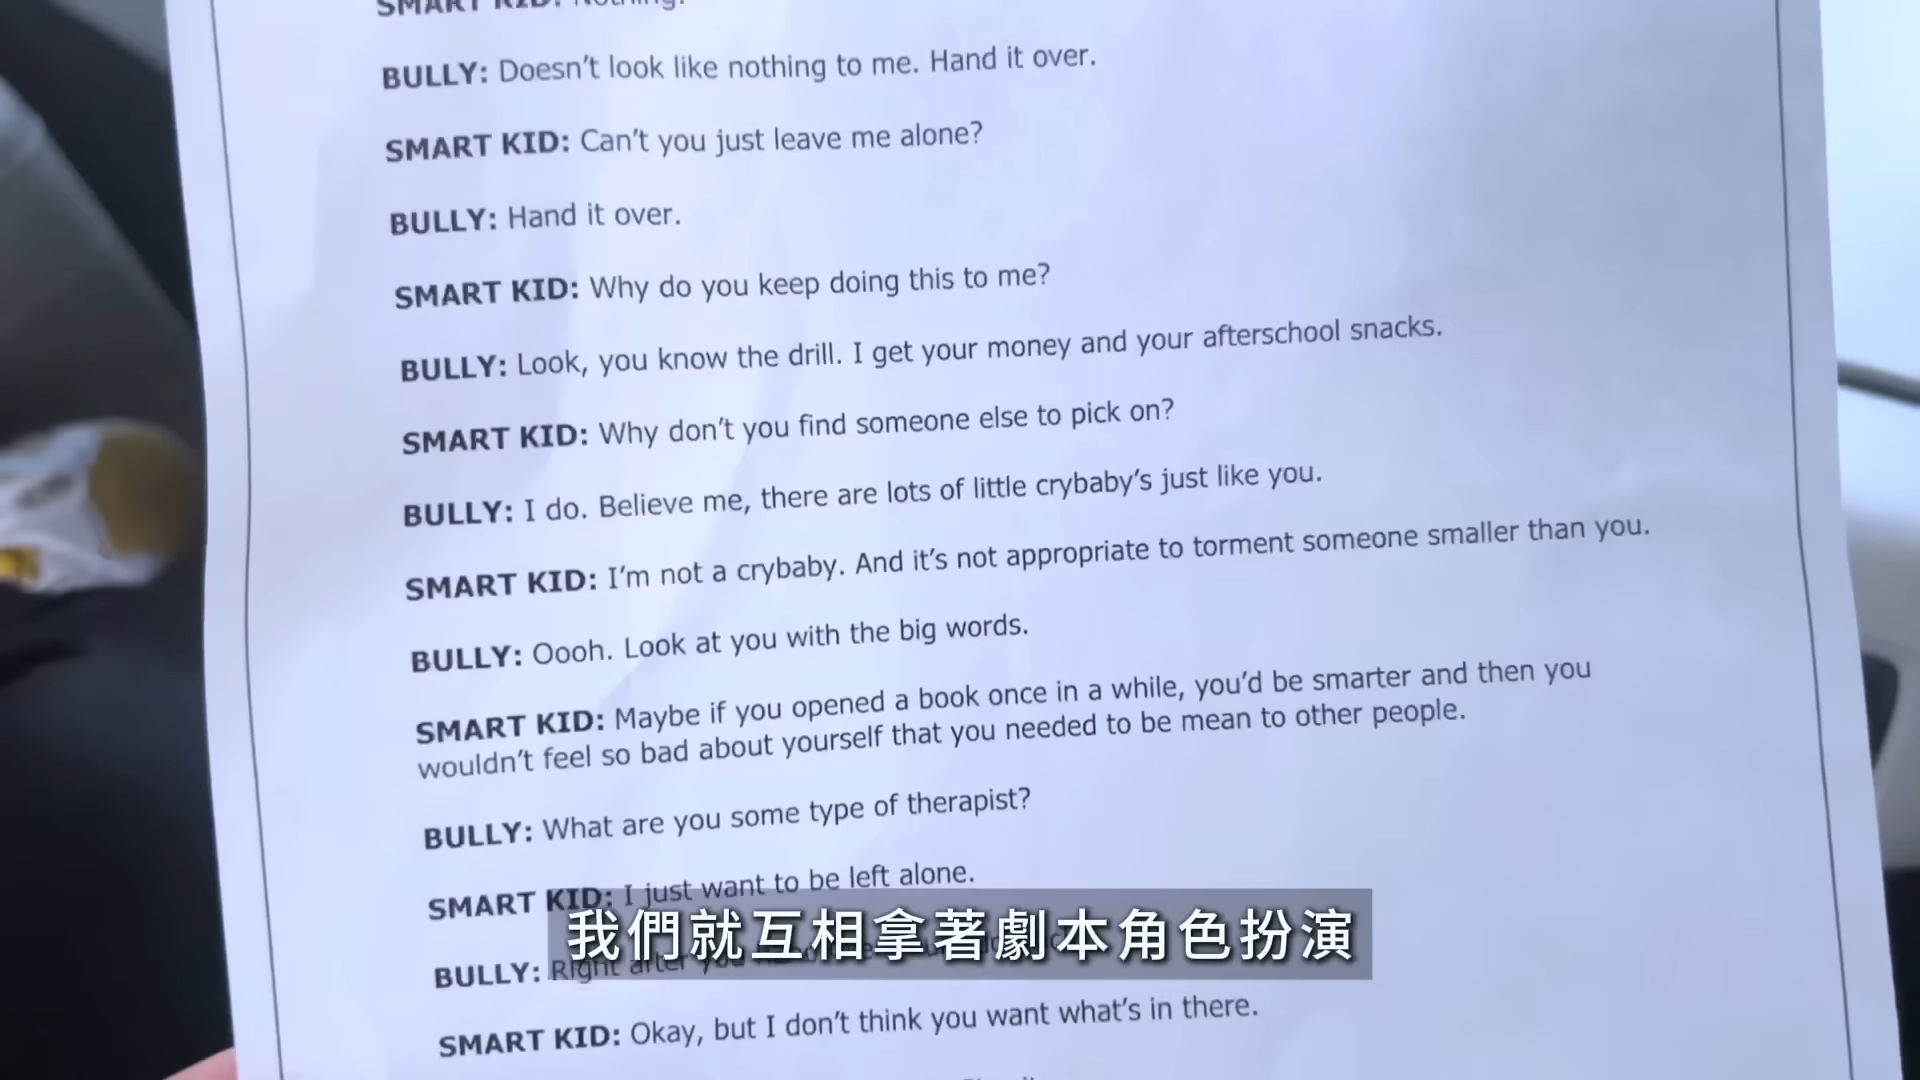 SMART KID: Nothing.
BULLY: Doesn't look like nothing to me. Hand it over.
SMART KID: Can't you just leave me alone?
BULLY: Hand it over.
SMART KID: Why do you keep doing this to me?
BULLY: Look, you know the drill. I get your money and your afterschool snacks.
SMART KID: Why don't you find someone else to pick on?
BULLY: I do. Believe me, there are lots of little crybaby's just like you.
SMART KID: I'm not a crybaby. And it's not appropriate to torment someone smaller than you.
BULLY: Oooh. Look at you with the big words.
SMART KID: Maybe if you opened a book once in a while, you'd be smarter and then you
wouldn't feel so bad about yourself that you needed to be mean to other people.
BULLY: What are you some type of therapist?
SMART KID: I just want to be left alone.
BULLY: Right after you
我們就互相拿著劇本角色扮演
SMART KID: Okay, but I don't think you want what's in there.